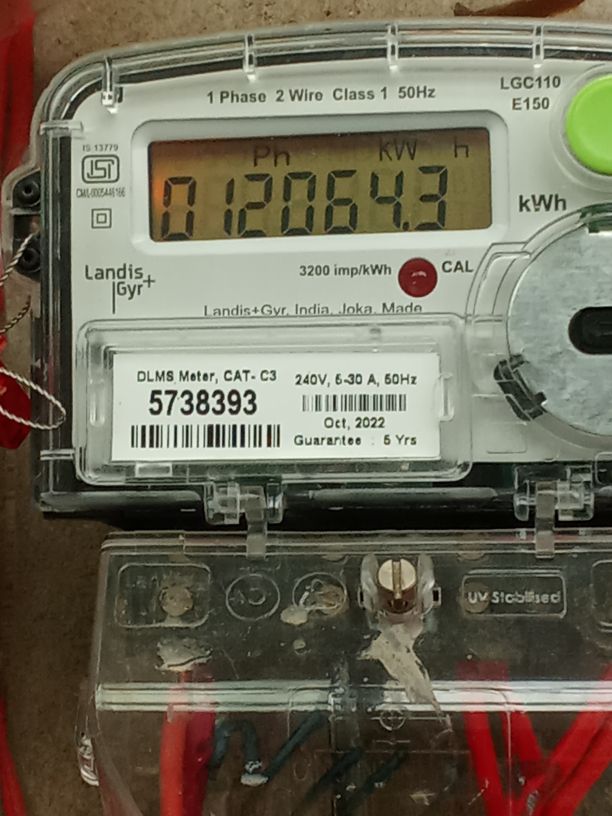 LGC110
E150
1 Phase 2 Wire Class 1 50Hz
IS 13779
Ph kW h
012064.3
kWh
3200 imp/kWh CAL
Landis
Gyr+
Landis+Gyr, India, Joka, Made
DLMS Meter, CAT- C3
5738393
240V, 5-30 A, 50Hz
Oct, 2022
Guarantee : 5 Yrs
UV Stabilised